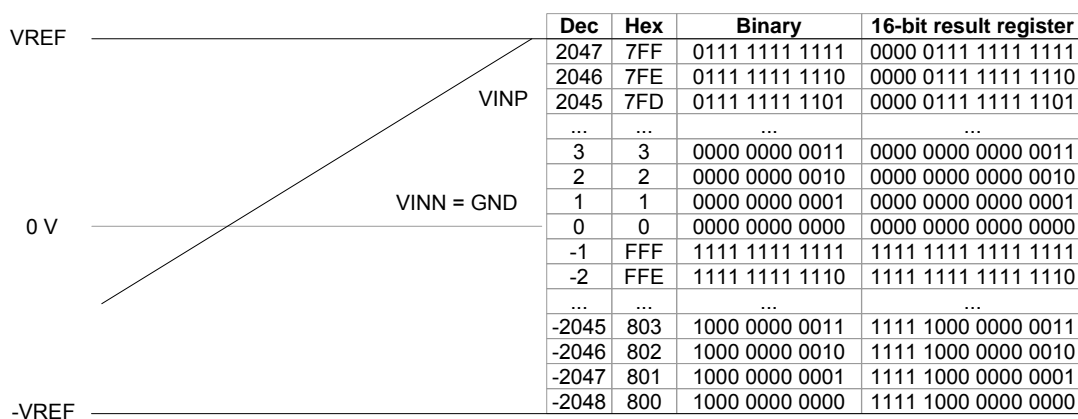 VREF
VINP
VINN = GND
0 V
-VREF
Dec Hex Binary 16-bit result register
2047 7FF 0111 1111 1111 0000 0111 1111 1111
2046 7FE 0111 1111 1110 0000 0111 1111 1110
2045 7FD 0111 1111 1101 0000 0111 1111 1101
... ... ... ...
3 3 0000 0000 0011 0000 0000 0000 0011
2 2 0000 0000 0010 0000 0000 0000 0010
1 1 0000 0000 0001 0000 0000 0000 0001
0 0 0000 0000 0000 0000 0000 0000 0000
-1 FFF 1111 1111 1111 1111 1111 1111 1111
-2 FFE 1111 1111 1110 1111 1111 1111 1110
... ... ... ...
-2045 803 1000 0000 0011 1111 1000 0000 0011
-2046 802 1000 0000 0010 1111 1000 0000 0010
-2047 801 1000 0000 0001 1111 1000 0000 0001
-2048 800 1000 0000 0000 1111 1000 0000 0000